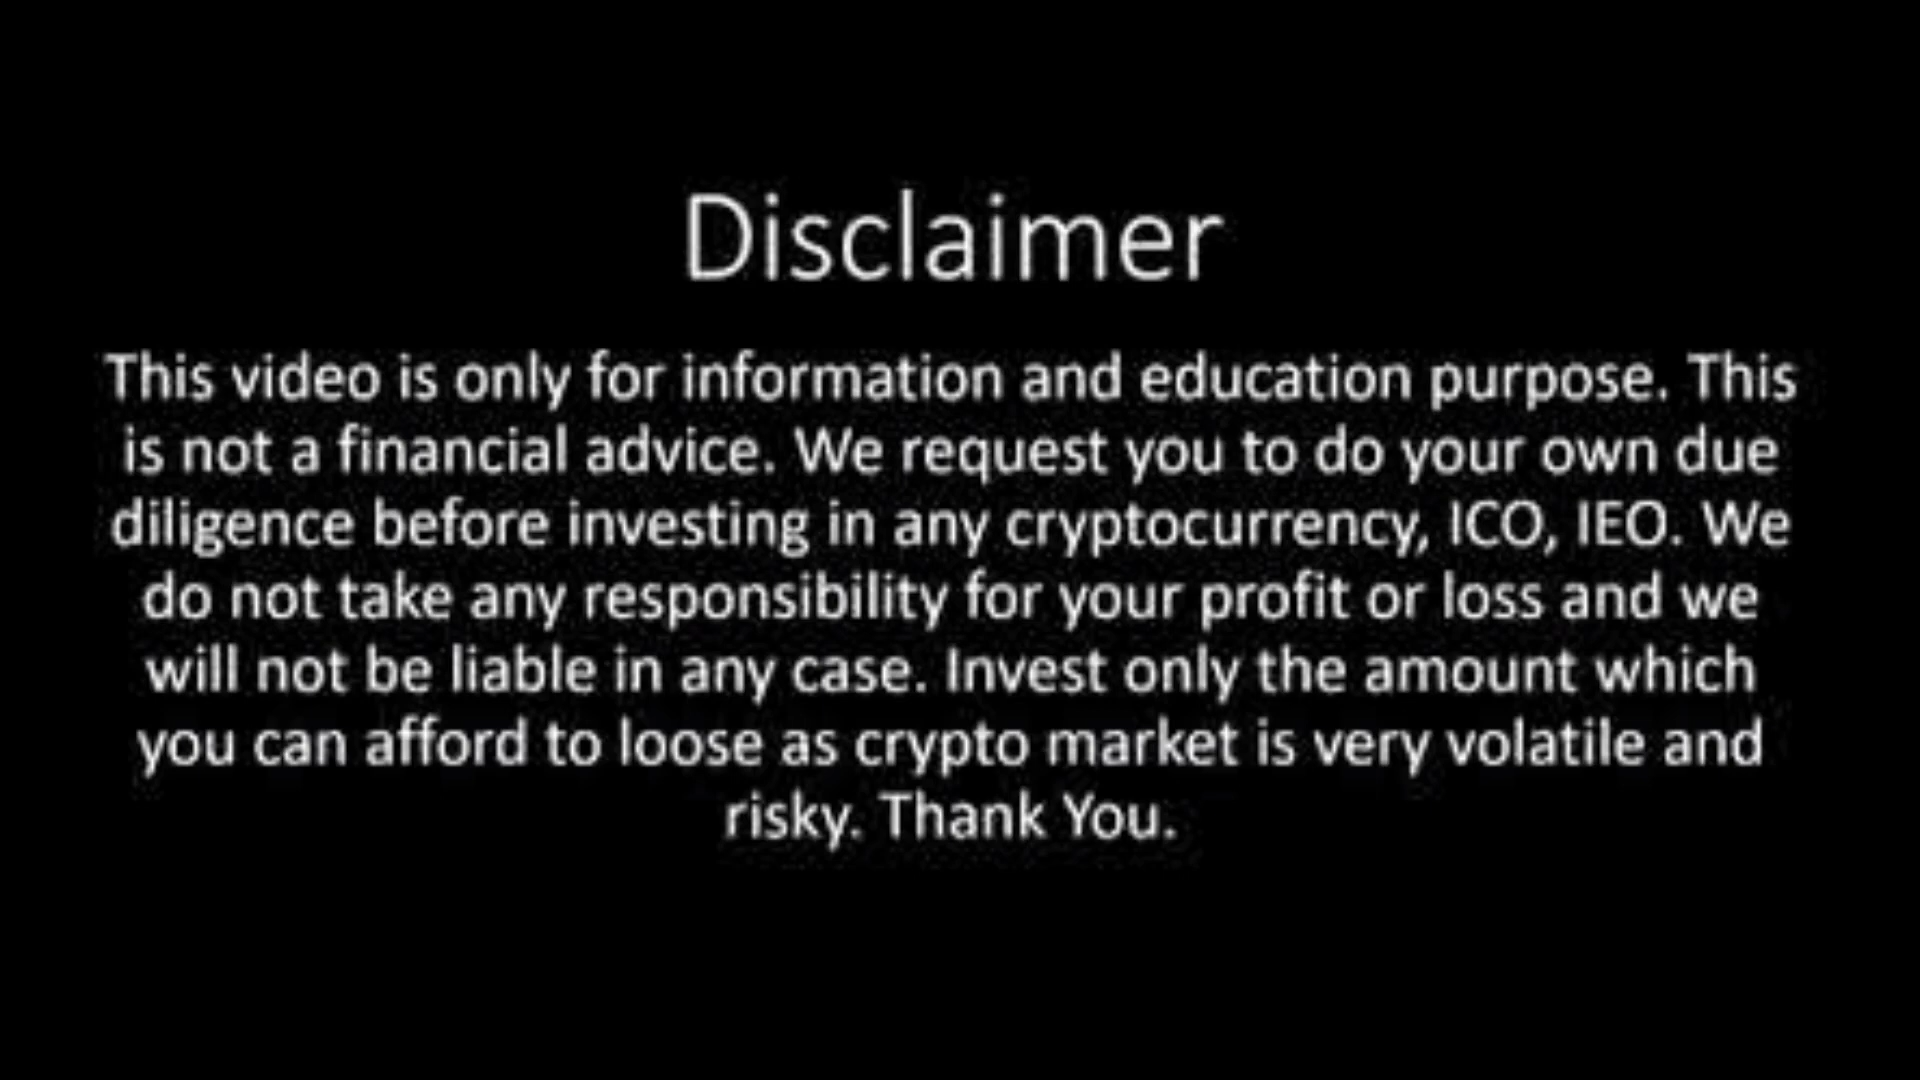 Disclaimer
This video is only for information and education purpose. This
is not a financial advice. We request you to do your own due
diligence before investing in any cryptocurrency, ICO, IEO. We
do not take any responsibility for your profit or loss and we
will not be liable in any case. Invest only the amount which
you can afford to loose as crypto market is very volatile and
risky. Thank You.